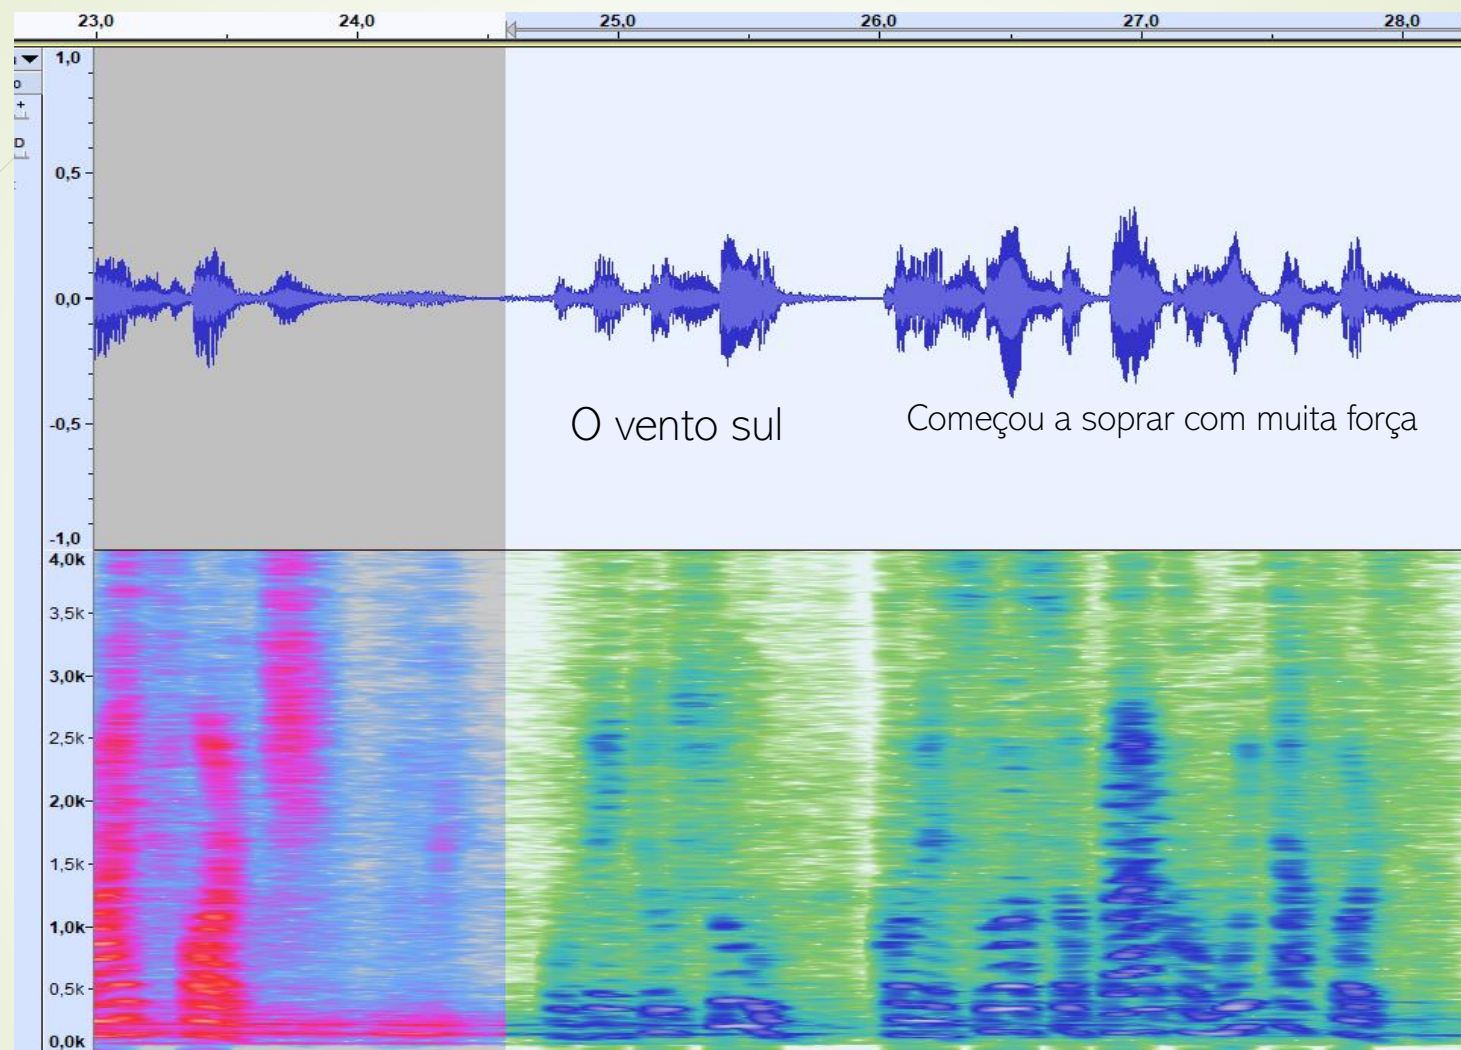 23,0 24,0 25,0 26,0 27,0 28,0
1,0
+
D
0,5
0,0
O vento sul
Começou a soprar com muita força
-0,5
-1,0
4,0k
3,5k
3,0k
2,5k
2,0k
1,5k
1,0k
0,5k
0,0k